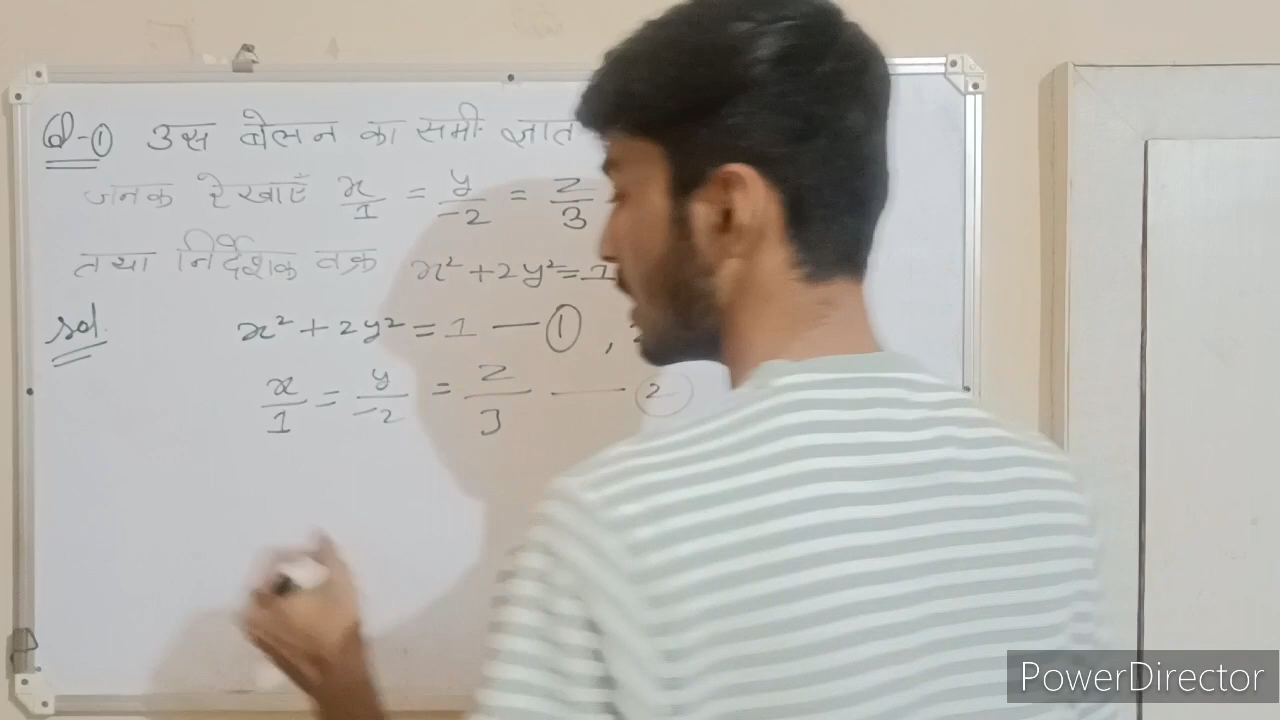 Q-① उस बेलन का समी. ज्ञात
जनक रेखाएँ x/1 = y/-2 = z/3
तथा निर्देशक वक्र x² + 2y² = 1
sol. x² + 2y² = 1 — ① ,
x/1 = y/-2 = z/3 — ②
PowerDirector